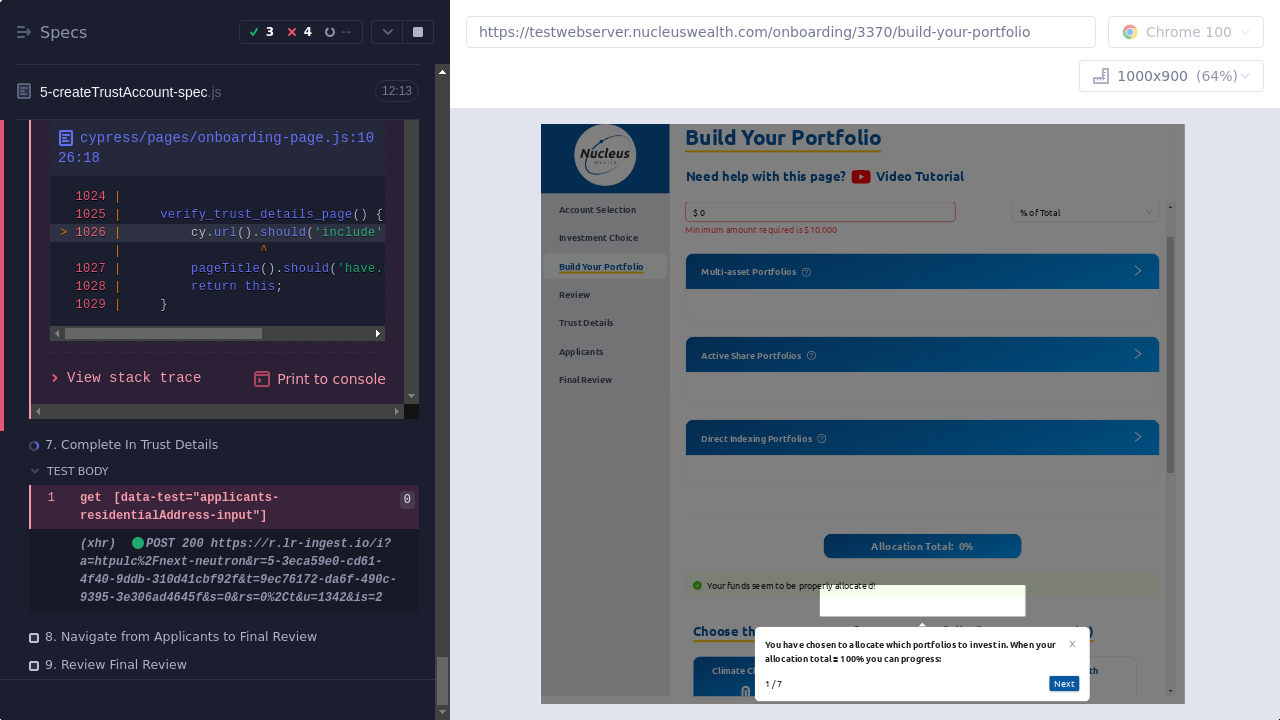 Specs
3
4
--
5-createTrustAccount-spec.js
12:13
cypress/pages/onboarding-page.js:10
26:18
1024 |
1025 |     verify_trust_details_page() {
> 1026 |         cy.url().should('include'
|                 ^
1027 |         pageTitle().should('have.
1028 |         return this;
1029 |     }
View stack trace
Print to console
7. Complete In Trust Details
TEST BODY
1 get [data-test="applicants-
residentialAddress-input"]
0
(xhr) POST 200 https://r.lr-ingest.io/i?
a=htpulc%2Fnext-neutron&r=5-3eca59e0-cd61-
4f40-9ddb-310d41cbf92f&t=9ec76172-da6f-490c-
9395-3e306ad4645f&s=0&rs=0%2Ct&u=1342&is=2
8. Navigate from Applicants to Final Review
9. Review Final Review
https://testwebserver.nucleuswealth.com/onboarding/3370/build-your-portfolio
Chrome 100
1000x900 (64%)
Nucleus
Wealth
Account Selection
Investment Choice
Build Your Portfolio
Review
Trust Details
Applicants
Final Review
Build Your Portfolio
Need help with this page? Video Tutorial
$ 0
% of Total
Minimum amount required is $10,000
Multi-asset Portfolios
Active Share Portfolios
Direct Indexing Portfolios
Allocation Total: 0%
Your funds seem to be properly allocated!
Choose th
Climate Cl
th
You have chosen to allocate which portfolios to invest in. When your
allocation total = 100% you can progress:
X
1 / 7
Next